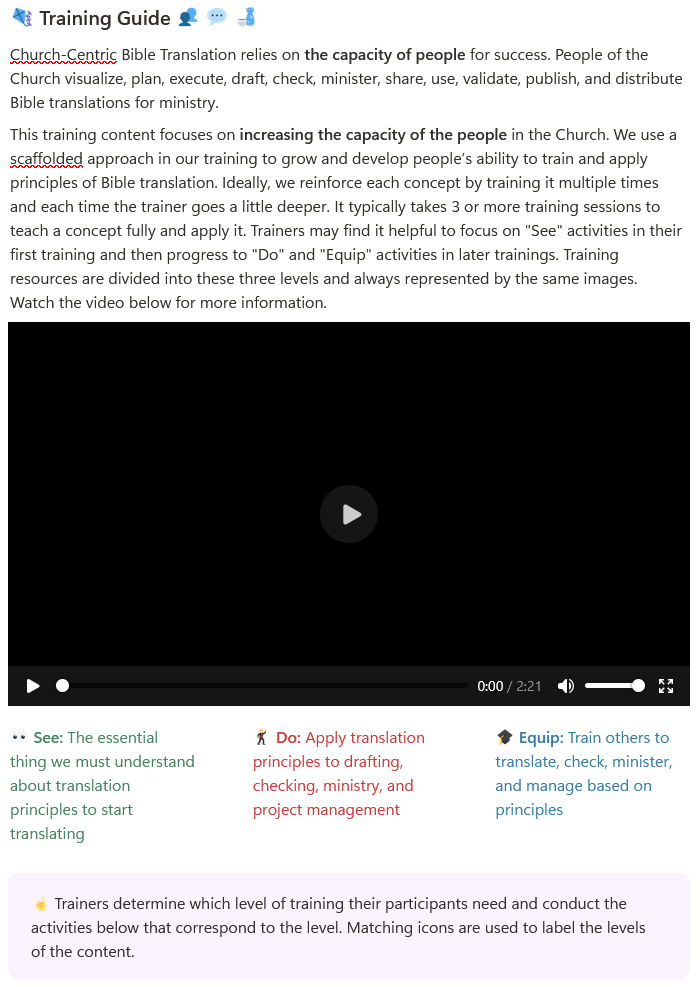 Training Guide
Church-Centric Bible Translation relies on the capacity of people for success. People of the
Church visualize, plan, execute, draft, check, minister, share, use, validate, publish, and distribute
Bible translations for ministry.
This training content focuses on increasing the capacity of the people in the Church. We use a
scaffolded approach in our training to grow and develop people’s ability to train and apply
principles of Bible translation. Ideally, we reinforce each concept by training it multiple times
and each time the trainer goes a little deeper. It typically takes 3 or more training sessions to
teach a concept fully and apply it. Trainers may find it helpful to focus on "See" activities in their
first training and then progress to "Do" and "Equip" activities in later trainings. Training
resources are divided into these three levels and always represented by the same images.
Watch the video below for more information.
0:00 / 2:21
See: The essential
thing we must understand
about translation
principles to start
translating
Do: Apply translation
principles to drafting,
checking, ministry, and
project management
Equip: Train others to
translate, check, minister,
and manage based on
principles
Trainers determine which level of training their participants need and conduct the
activities below that correspond to the level. Matching icons are used to label the levels
of the content.